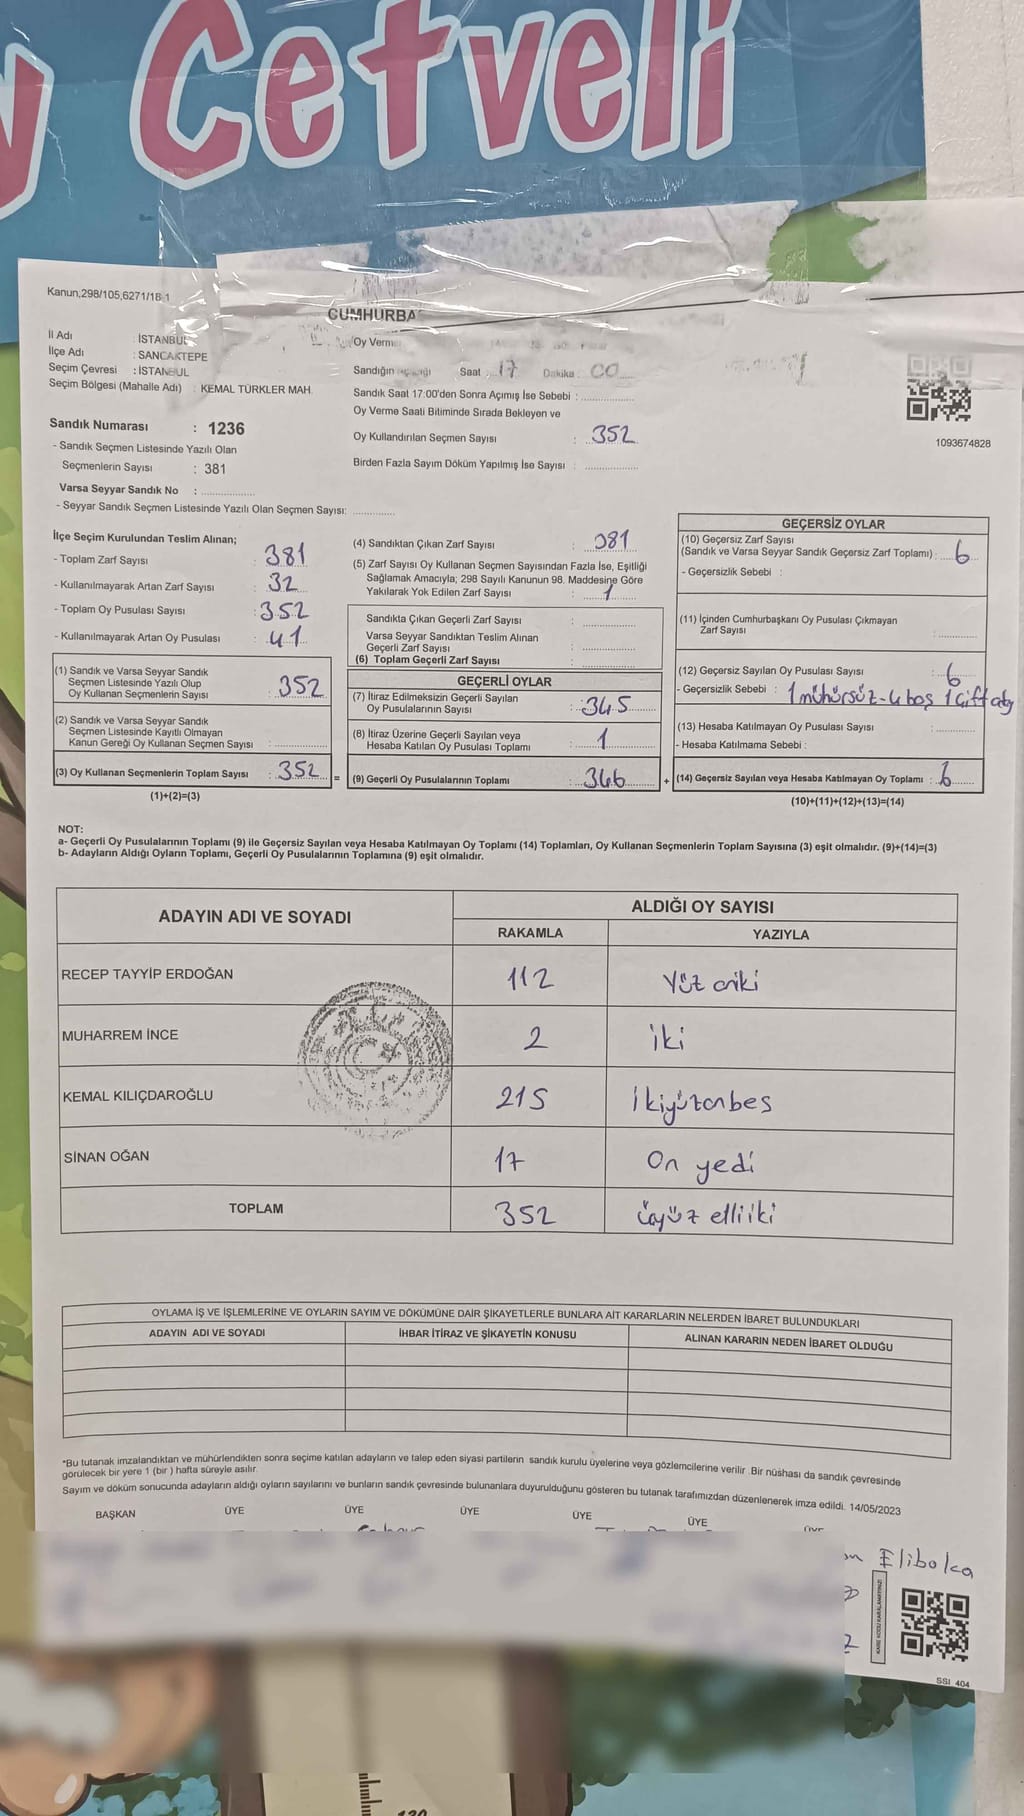 Cetveli
Kanun,298/105,6271/18-1
CUMHURBA
İl Adı : İSTANBUL
İlçe Adı : SANCAKTEPE
Seçim Çevresi : İSTANBUL
Seçim Bölgesi (Mahalle Adı) : KEMAL TÜRKLER MAH.
Sandık Numarası : 1236
- Sandık Seçmen Listesinde Yazılı Olan
Seçmenlerin Sayısı : 381
Varsa Seyyar Sandık No :
- Seyyar Sandık Seçmen Listesinde Yazılı Olan Seçmen Sayısı:
Oy Verme
Sandığın Saat 17 Dakika : 00
Sandık Saat 17:00'den Sonra Açımış İse Sebebi :
Oy Verme Saati Bitiminde Sırada Bekleyen ve
Oy Kullandırılan Seçmen Sayısı : 352
Birden Fazla Sayım Döküm Yapılmış İse Sayısı :
1093674828
İlçe Seçim Kurulundan Teslim Alınan;
- Toplam Zarf Sayısı : 381
- Kullanılmayarak Artan Zarf Sayısı : 32
- Toplam Oy Pusulası Sayısı : 352
- Kullanılmayarak Artan Oy Pusulası : 41
(1) Sandık ve Varsa Seyyar Sandık
Seçmen Listesinde Yazılı Olup
Oy Kullanan Seçmenlerin Sayısı : 352
(2) Sandık ve Varsa Seyyar Sandık
Seçmen Listesinde Kayıtlı Olmayan
Kanun Gereği Oy Kullanan Seçmen Sayısı :
(3) Oy Kullanan Seçmenlerin Toplam Sayısı : 352 =
(1)+(2)=(3)
(4) Sandıktan Çıkan Zarf Sayısı : 381
(5) Zarf Sayısı Oy Kullanan Seçmen Sayısından Fazla İse, Eşitliği
Sağlamak Amacıyla; 298 Sayılı Kanunun 98. Maddesine Göre
Yakılarak Yok Edilen Zarf Sayısı : 1
Sandıkta Çıkan Geçerli Zarf Sayısı :
Varsa Seyyar Sandıktan Teslim Alınan
Geçerli Zarf Sayısı :
(6) Toplam Geçerli Zarf Sayısı :
GEÇERLİ OYLAR
(7) İtiraz Edilmeksizin Geçerli Sayılan
Oy Pusulalarının Sayısı : 345
(8) İtiraz Üzerine Geçerli Sayılan veya
Hesaba Katılan Oy Pusulası Toplamı : 1
(9) Geçerli Oy Pusulalarının Toplamı : 346 +
GEÇERSİZ OYLAR
(10) Geçersiz Zarf Sayısı
(Sandık ve Varsa Seyyar Sandık Geçersiz Zarf Toplamı) : 6
- Geçersizlik Sebebi :
(11) İçinden Cumhurbaşkanı Oy Pusulası Çıkmayan
Zarf Sayısı :
(12) Geçersiz Sayılan Oy Pusulası Sayısı : 6
- Geçersizlik Sebebi : 1 mühürsüz-4 boş 1 çift
(13) Hesaba Katılmayan Oy Pusulası Sayısı :
- Hesaba Katılmama Sebebi :
(14) Geçersiz Sayılan veya Hesaba Katılmayan Oy Toplamı : 6
(10)+(11)+(12)+(13)=(14)
NOT:
a- Geçerli Oy Pusulalarının Toplamı (9) ile Geçersiz Sayılan veya Hesaba Katılmayan Oy Toplamı (14) Toplamları, Oy Kullanan Seçmenlerin Toplam Sayısına (3) eşit olmalıdır. (9)+(14)=(3)
b- Adayların Aldığı Oyların Toplamı, Geçerli Oy Pusulalarının Toplamına (9) eşit olmalıdır.
ADAYIN ADI VE SOYADI
ALDIĞI OY SAYISI
RAKAMLA YAZIYLA
RECEP TAYYİP ERDOĞAN 112 Yüz oniki
MUHARREM İNCE 2 iki
KEMAL KILIÇDAROĞLU 215 İkiyüzonbes
SİNAN OĞAN 17 On yedi
TOPLAM 352 üçyüz elliiki
OYLAMA İŞ VE İŞLEMLERİNE VE OYLARIN SAYIM VE DÖKÜMÜNE DAİR ŞİKAYETLERLE BUNLARA AİT KARARLARIN NELERDEN İBARET BULUNDUKLARI
ADAYIN ADI VE SOYADI İHBAR İTİRAZ VE ŞİKAYETİN KONUSU ALINAN KARARIN NEDEN İBARET OLDUĞU
*Bu tutanak imzalandıktan ve mühürlendikten sonra seçime katılan adayların ve talep eden siyasi partilerin sandık kurulu üyelerine veya gözlemcilerine verilir .Bir nüshası da sandık çevresinde
görülecek bir yere 1 (bir ) hafta süreyle asılır.
Sayım ve döküm sonucunda adayların aldığı oyların sayılarını ve bunların sandık çevresinde bulunanlara duyurulduğunu gösteren bu tutanak tarafımızdan düzenlenerek imza edildi. 14/05/2023
BAŞKAN ÜYE ÜYE ÜYE ÜYE ÜYE ÜYE
Elibolca
KARE KODU KARALAMAYINIZ!
SSI 404
120